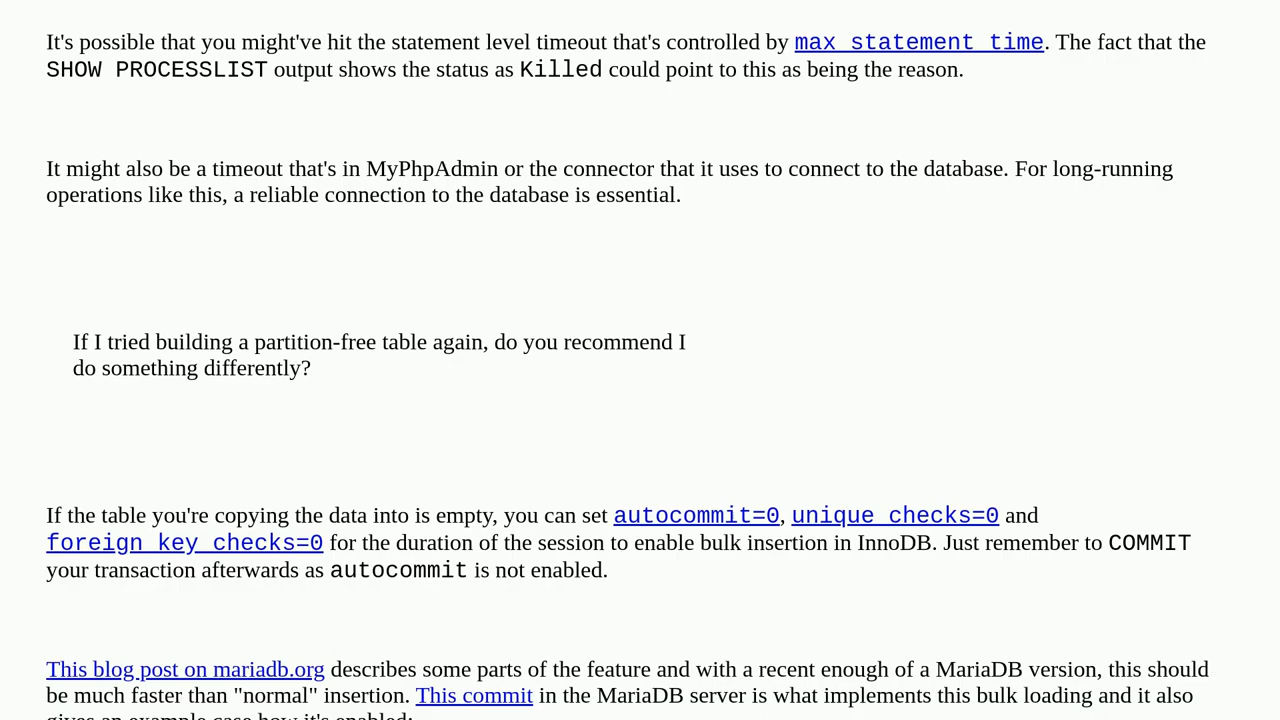 It's possible that you might've hit the statement level timeout that's controlled by max_statement_time. The fact that the
SHOW PROCESSLIST output shows the status as Killed could point to this as being the reason.
It might also be a timeout that's in MyPhpAdmin or the connector that it uses to connect to the database. For long-running
operations like this, a reliable connection to the database is essential.
If I tried building a partition-free table again, do you recommend I
do something differently?
If the table you're copying the data into is empty, you can set autocommit=0, unique_checks=0 and
foreign_key_checks=0 for the duration of the session to enable bulk insertion in InnoDB. Just remember to COMMIT
your transaction afterwards as autocommit is not enabled.
This blog post on mariadb.org describes some parts of the feature and with a recent enough of a MariaDB version, this should
be much faster than "normal" insertion. This commit in the MariaDB server is what implements this bulk loading and it also
gives an example case how it's enabled: